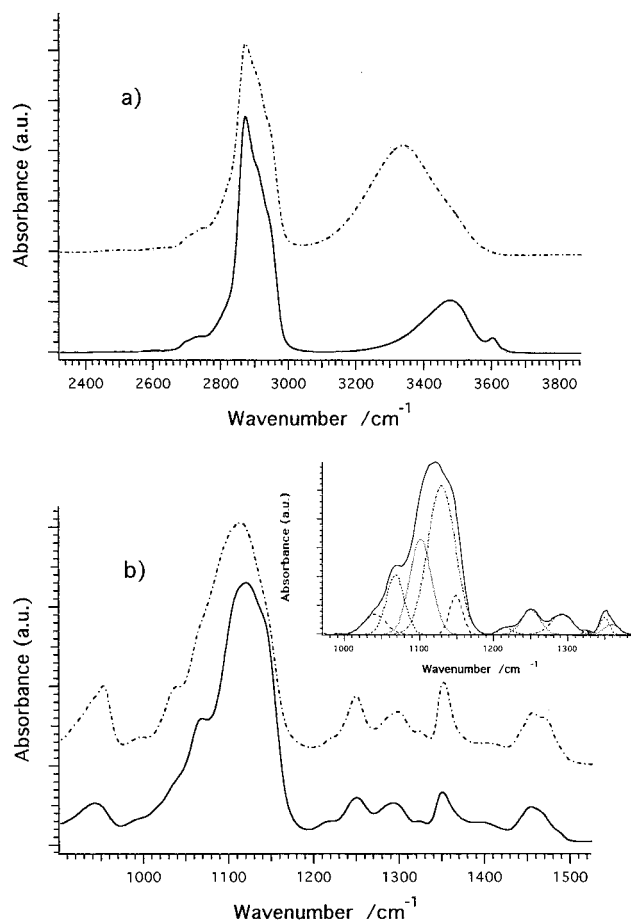 a)
Absorbance (a.u.)
2400 2600 2800 3000 3200 3400 3600 3800
Wavenumber /cm-1
b)
Absorbance (a.u.)
1000 1100 1200 1300 1400 1500
Wavenumber /cm-1
Absorbance (a.u.)
1000 1100 1200 1300
Wavenumber /cm -1